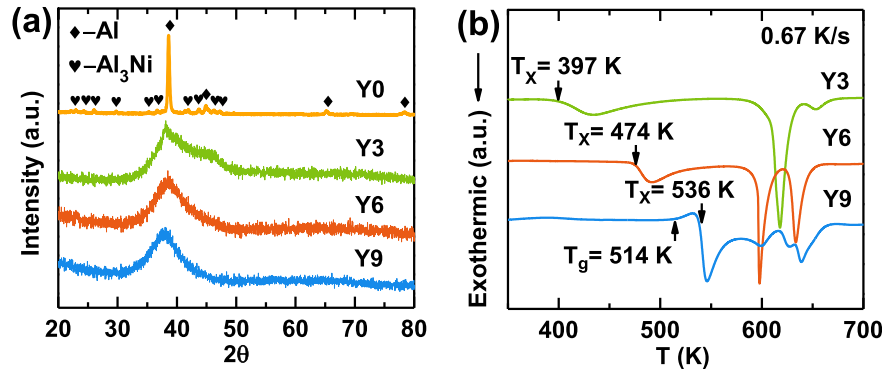 (a)
♦–Al
♥–Al₃Ni
Y0
Y3
Y6
Y9
Intensity (a.u.)
20 30 40 50 60 70 80
2θ
(b)
0.67 K/s
Tₓ= 397 K
Y3
Tₓ= 474 K
Y6
Tₓ= 536 K
Y9
T_g= 514 K
Exothermic (a.u.)
400 500 600 700
T (K)